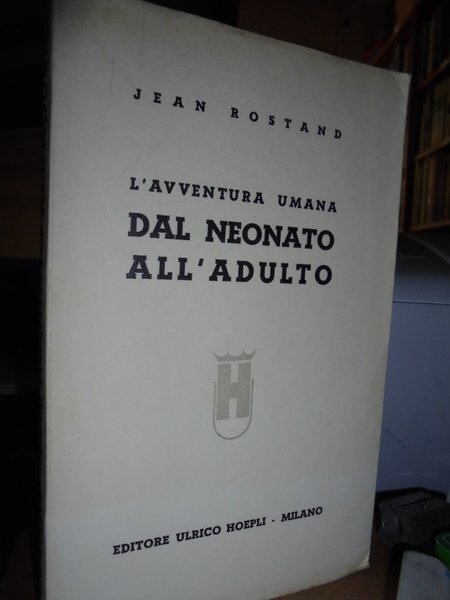 JEAN ROSTAND
L'AVVENTURA UMANA
DAL NEONATO
ALL'ADULTO
H
EDITORE ULRICO HOEPLI - MILANO